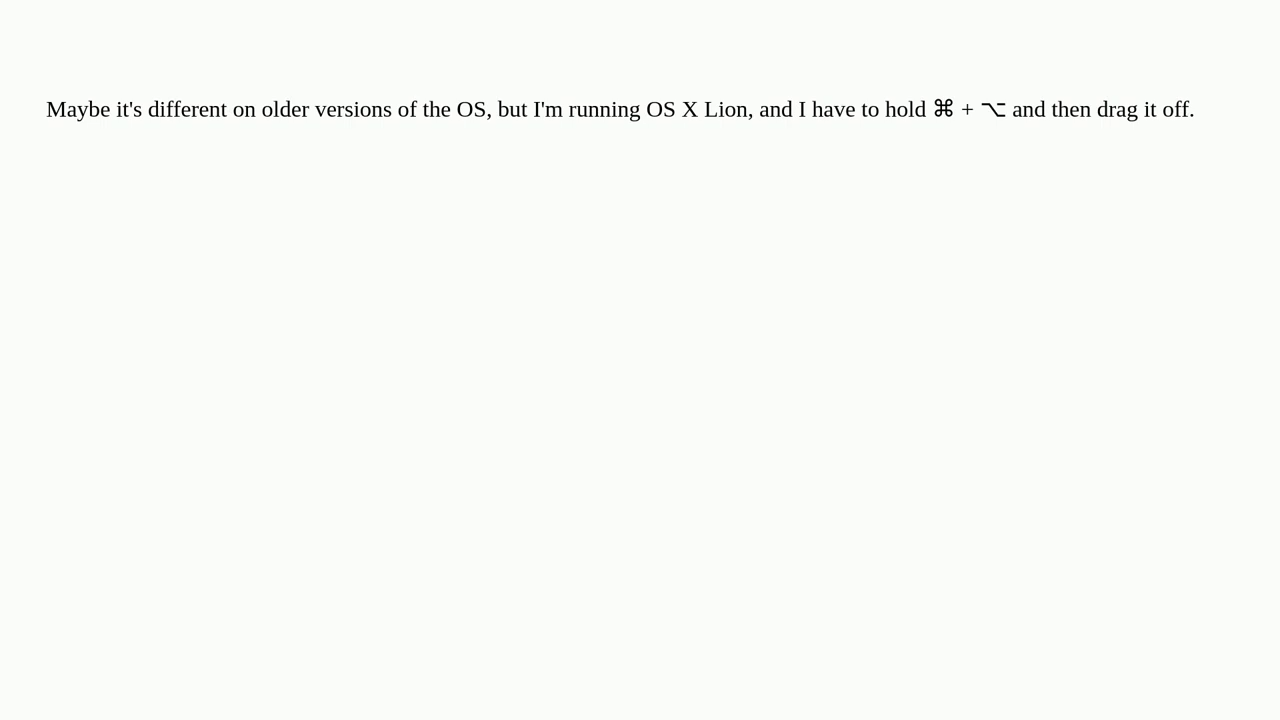 Maybe it's different on older versions of the OS, but I'm running OS X Lion, and I have to hold ⌘ + ⌥ and then drag it off.